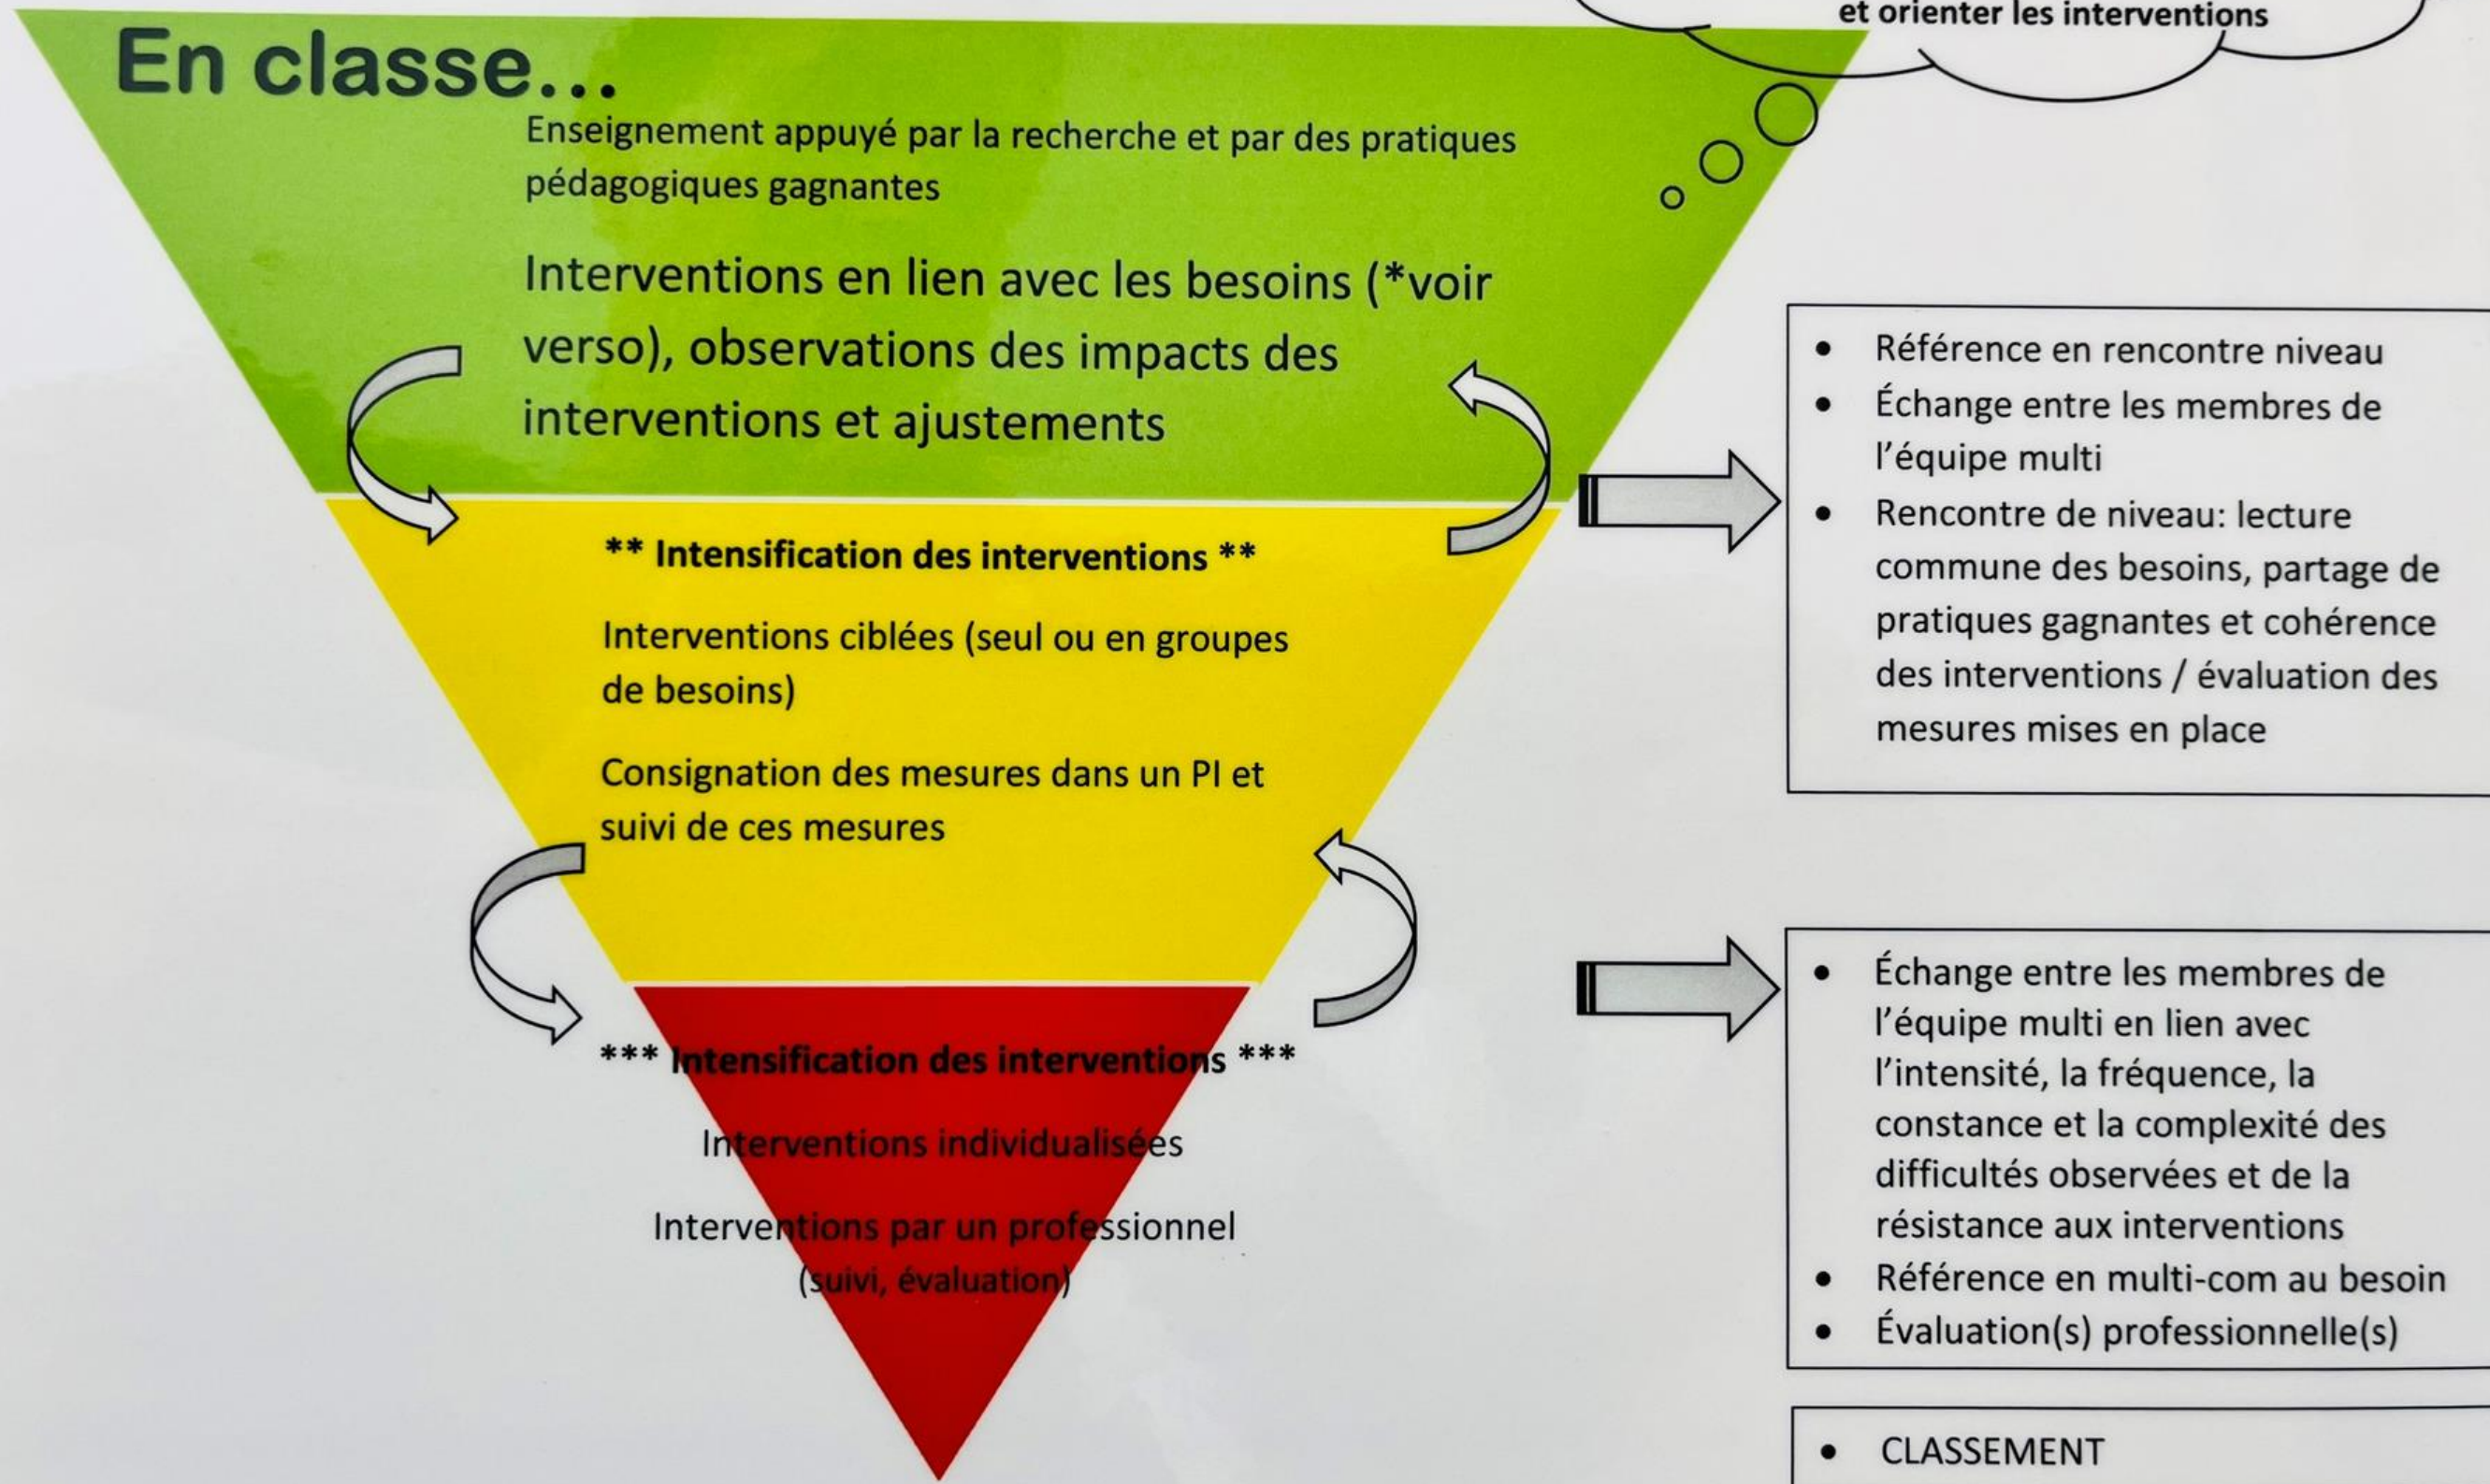 et orienter les interventions
En classe...
Enseignement appuyé par la recherche et par des pratiques
pédagogiques gagnantes
Interventions en lien avec les besoins (*voir
verso), observations des impacts des
interventions et ajustements
** Intensification des interventions **
Interventions ciblées (seul ou en groupes
de besoins)
Consignation des mesures dans un PI et
suivi de ces mesures
*** Intensification des interventions ***
Interventions individualisées
Interventions par un professionnel
(suivi, évaluation)
• Référence en rencontre niveau
• Échange entre les membres de
l'équipe multi
• Rencontre de niveau: lecture
commune des besoins, partage de
pratiques gagnantes et cohérence
des interventions / évaluation des
mesures mises en place
• Échange entre les membres de
l'équipe multi en lien avec
l'intensité, la fréquence, la
constance et la complexité des
difficultés observées et de la
résistance aux interventions
• Référence en multi-com au besoin
• Évaluation(s) professionnelle(s)
• CLASSEMENT